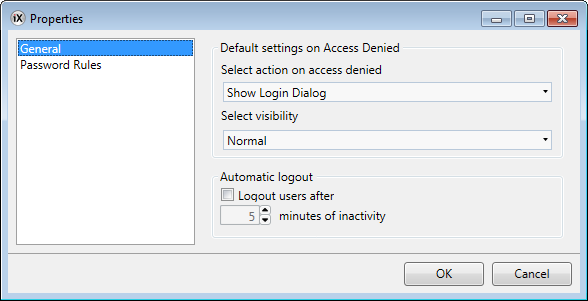 iX Properties
General
Password Rules
Default settings on Access Denied
Select action on access denied
Show Login Dialog
Select visibility
Normal
Automatic logout
Logout users after
5 minutes of inactivity
OK Cancel